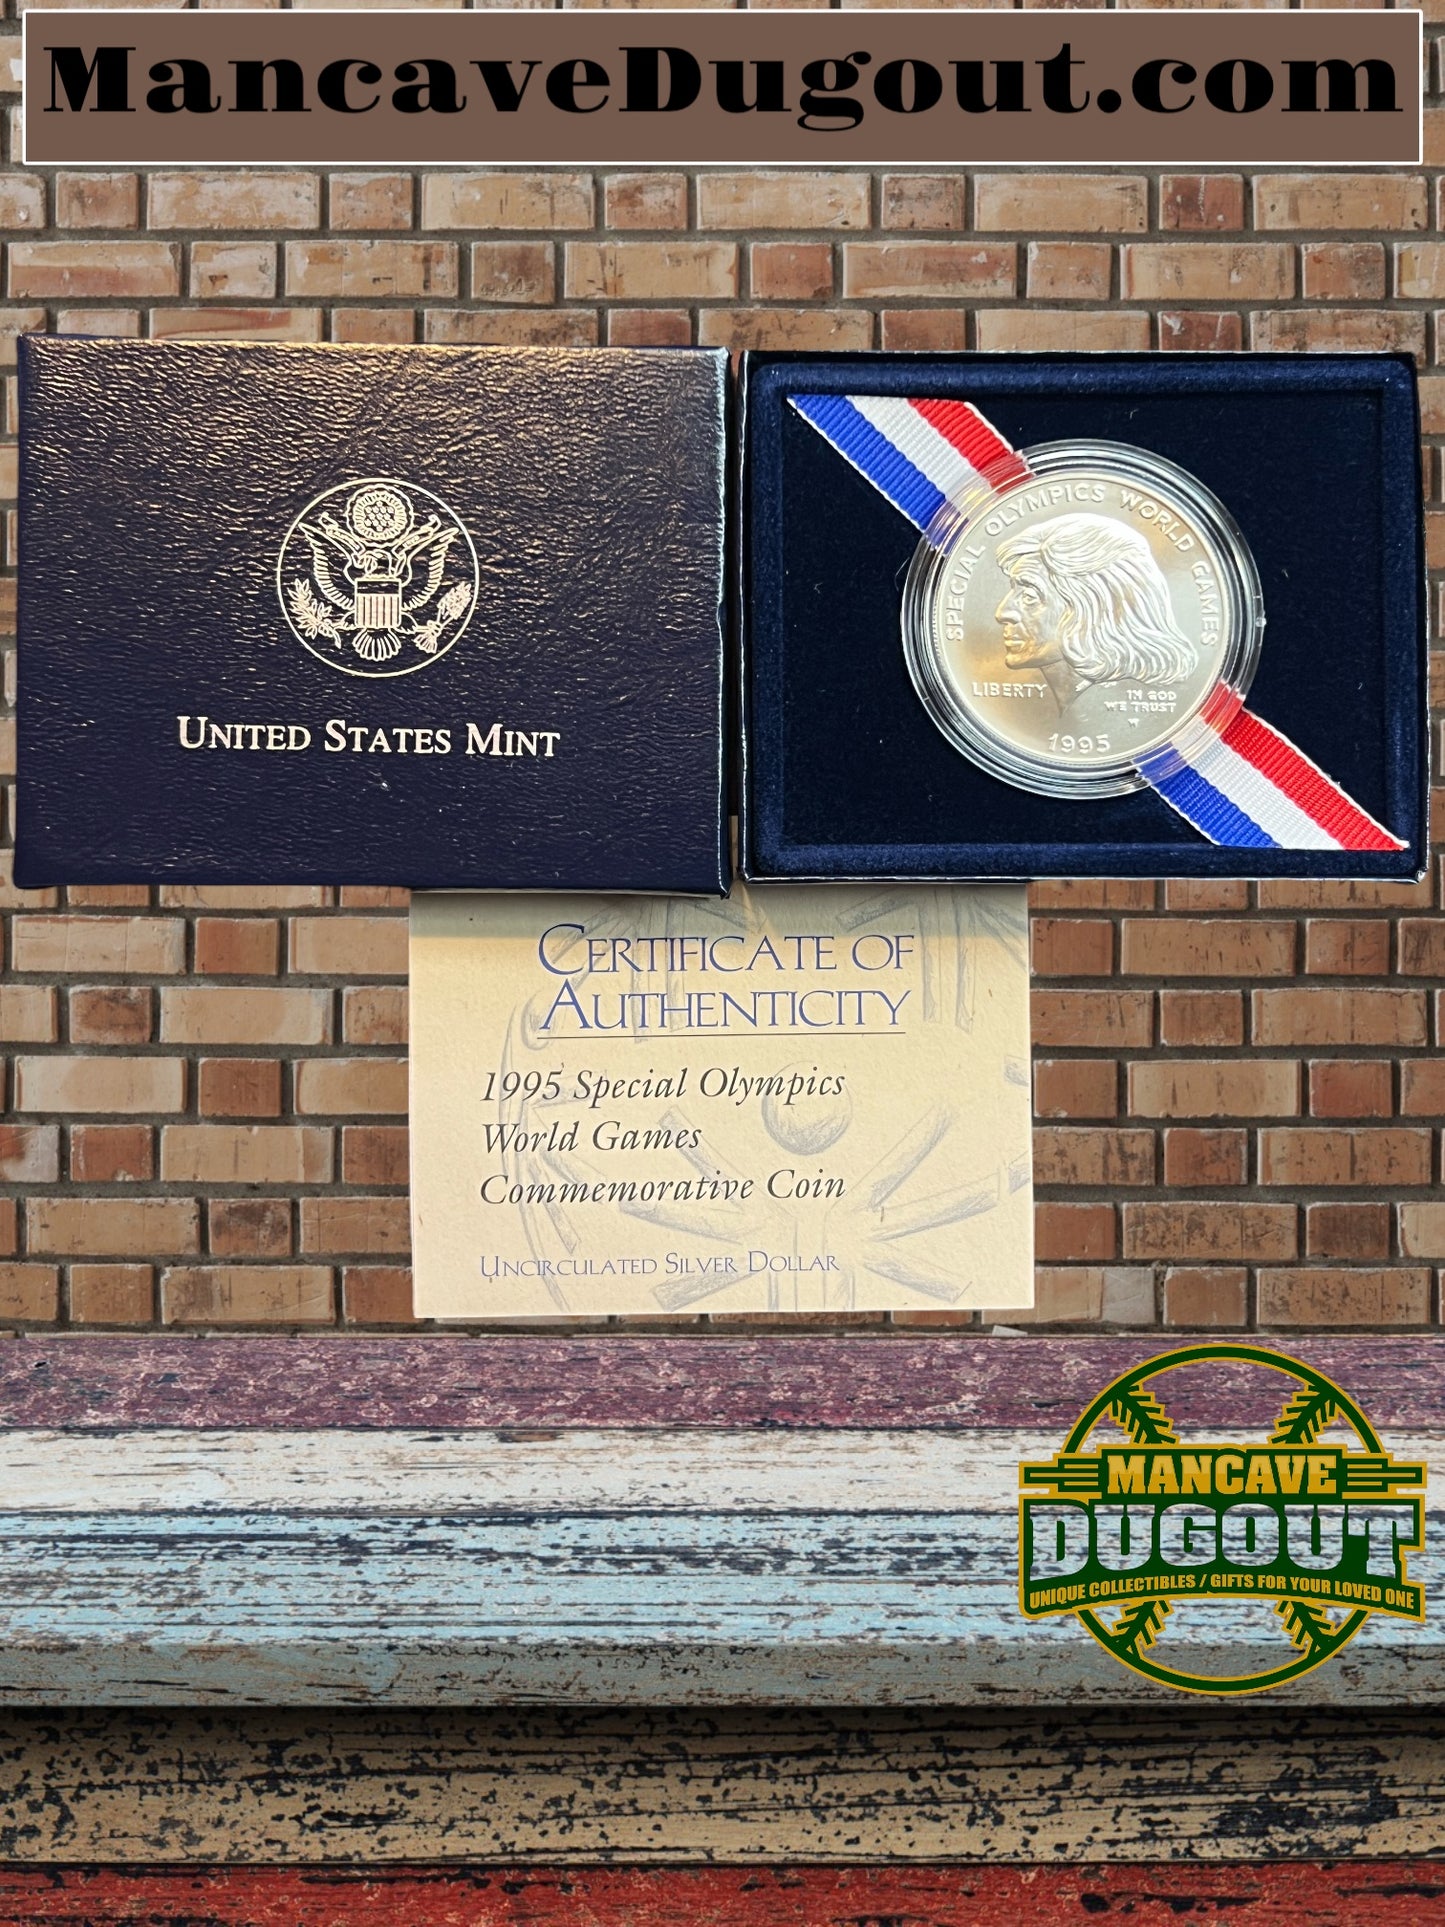 MancaveDugout.com
UNITED STATES MINT
SPECIAL OLYMPICS WORLD GAMES
LIBERTY
IN GOD
WE TRUST
W
1995
CERTIFICATE OF
AUTHENTICITY
1995 Special Olympics
World Games
Commemorative Coin
UNCIRCULATED SILVER DOLLAR
MANCAVE
DUGOUT
UNIQUE COLLECTIBLES / GIFTS FOR YOUR LOVED ONE